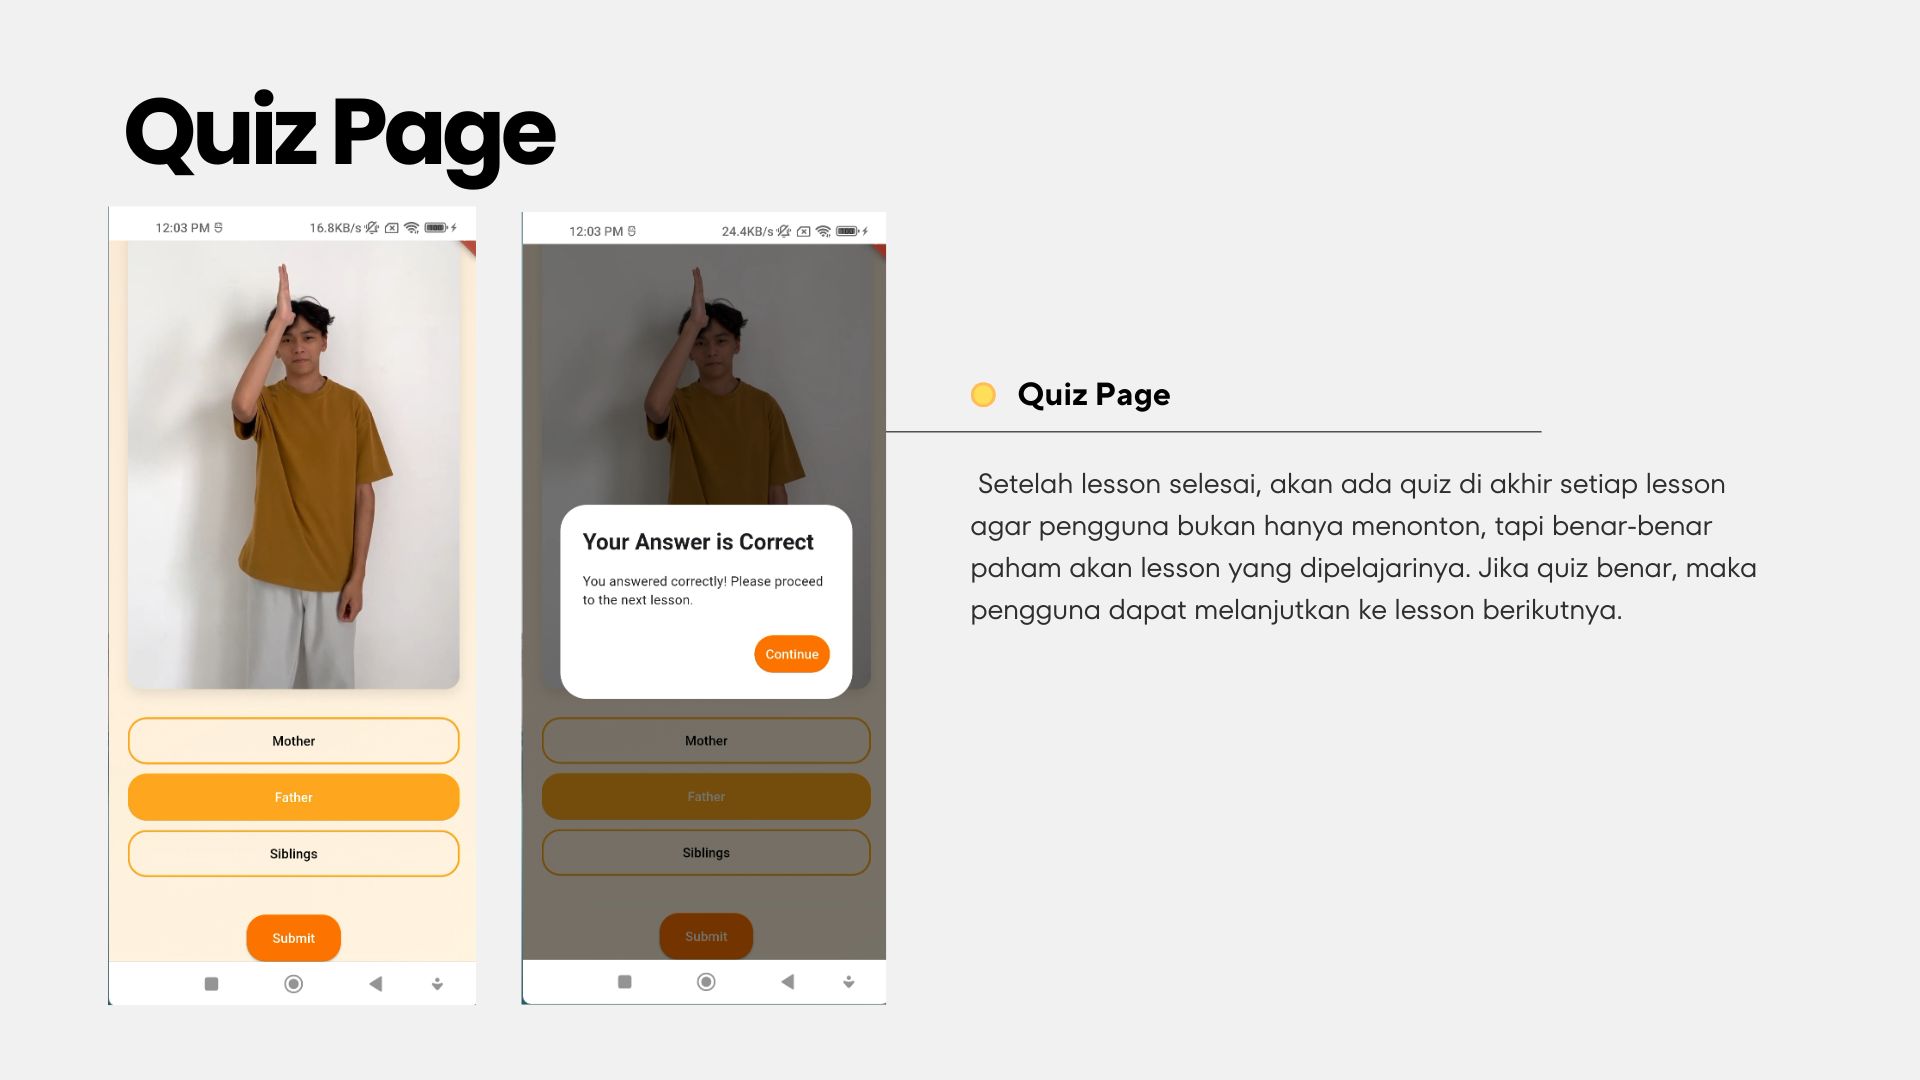 Quiz Page
12:03 PM
16.8KB/s
Mother
Father
Siblings
Submit
12:03 PM
24.4KB/s
Your Answer is Correct
You answered correctly! Please proceed
to the next lesson.
Continue
Mother
Father
Siblings
Submit
Quiz Page
Setelah lesson selesai, akan ada quiz di akhir setiap lesson
agar pengguna bukan hanya menonton, tapi benar-benar
paham akan lesson yang dipelajarinya. Jika quiz benar, maka
pengguna dapat melanjutkan ke lesson berikutnya.